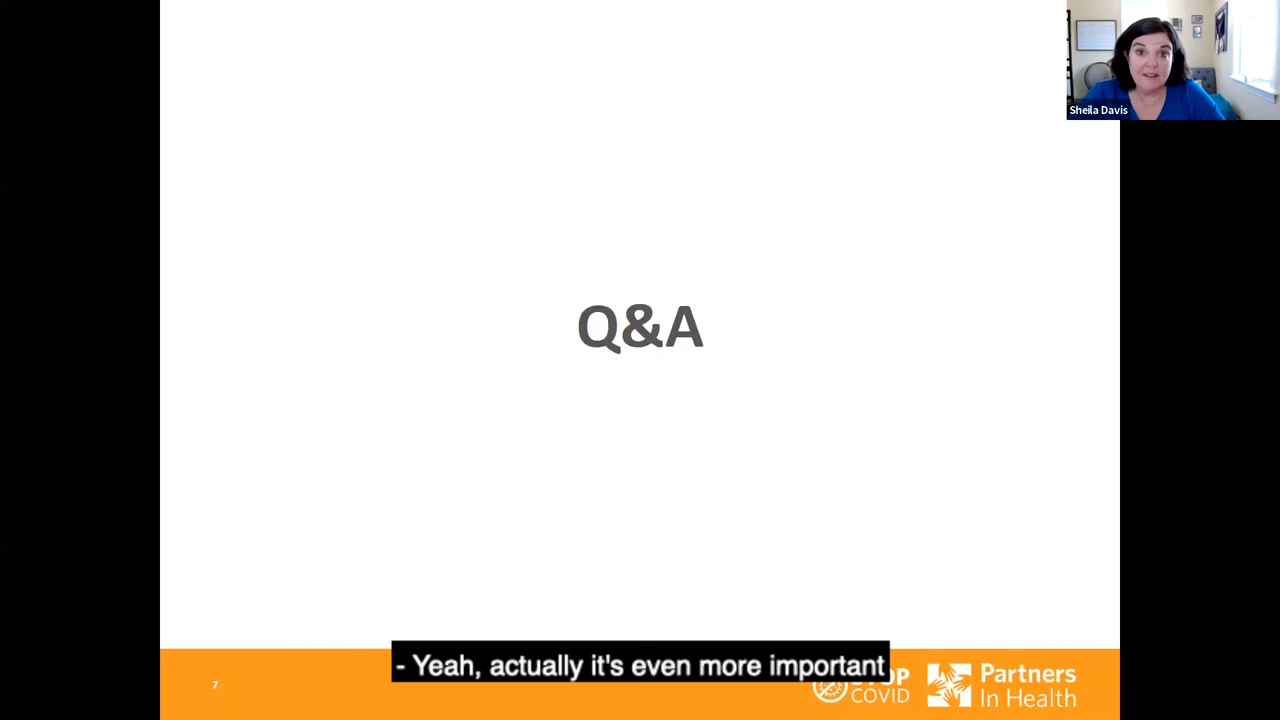 Sheila Davis
Q&A
- Yeah, actually it's even more important
7
COVID
Partners
In Health